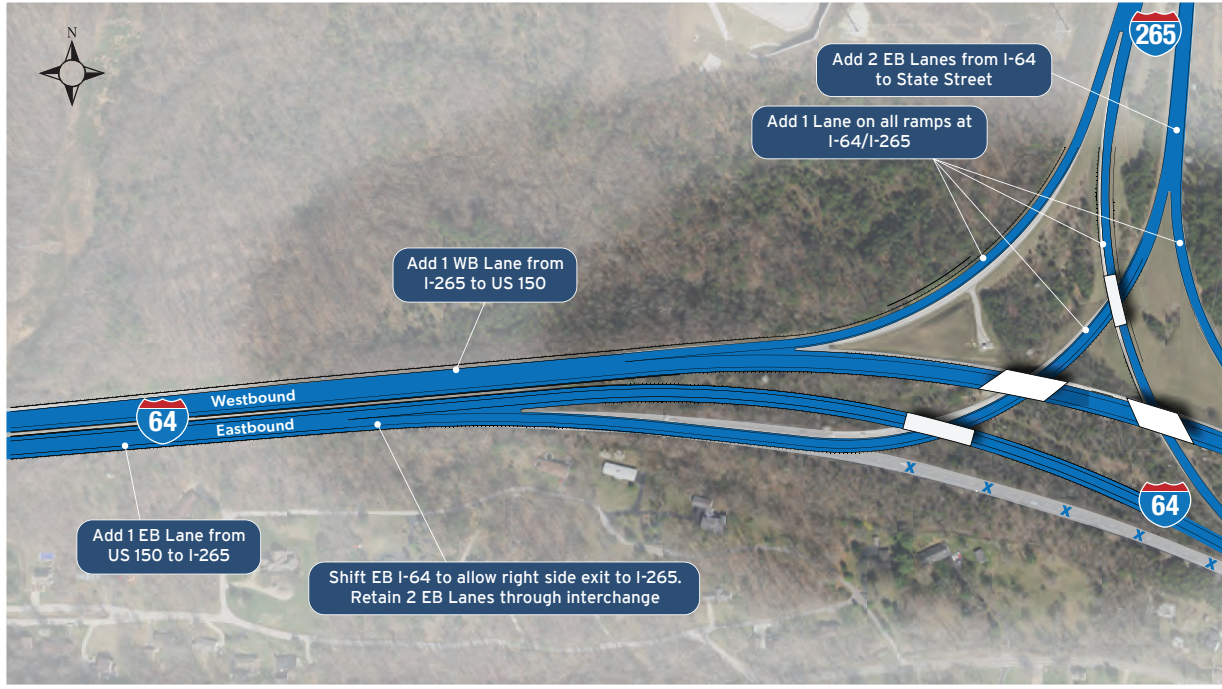 N
265
Add 2 EB Lanes from I-64
to State Street
Add 1 Lane on all ramps at
I-64/I-265
Add 1 WB Lane from
I-265 to US 150
Westbound
64
Eastbound
64
Add 1 EB Lane from
US 150 to I-265
Shift EB I-64 to allow right side exit to I-265.
Retain 2 EB Lanes through interchange
x
x
x
x
x